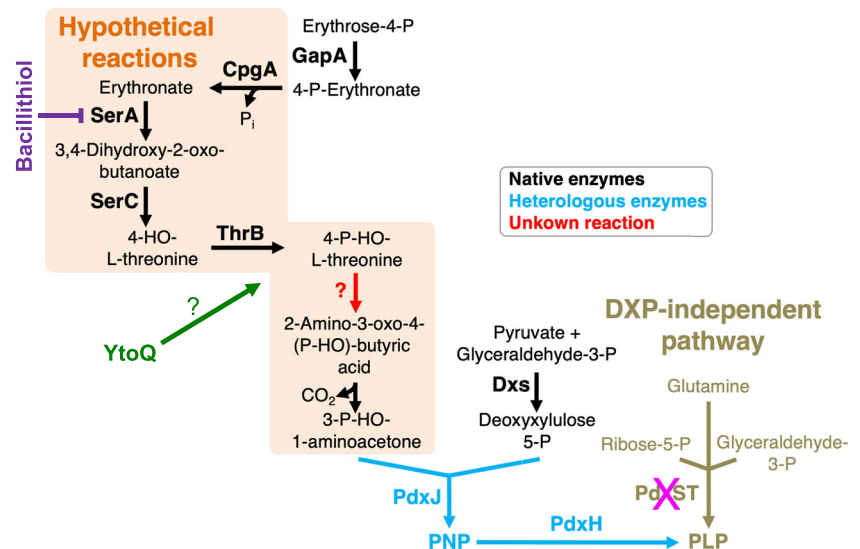 Hypothetical
reactions
Erythrose-4-P
GapA
CpgA
Erythronate
4-P-Erythronate
Pi
Bacillithiol
SerA
3,4-Dihydroxy-2-oxo-
butanoate
SerC
4-HO-
L-threonine
ThrB
4-P-HO-
L-threonine
?
?
YtoQ
2-Amino-3-oxo-4-
(P-HO)-butyric
acid
CO2
3-P-HO-
1-aminoacetone
Native enzymes
Heterologous enzymes
Unkown reaction
Pyruvate +
Glyceraldehyde-3-P
Dxs
Deoxyxylulose
5-P
DXP-independent
pathway
Glutamine
Ribose-5-P
Glyceraldehyde-
3-P
PdxST
PdxJ
PNP
PdxH
PLP